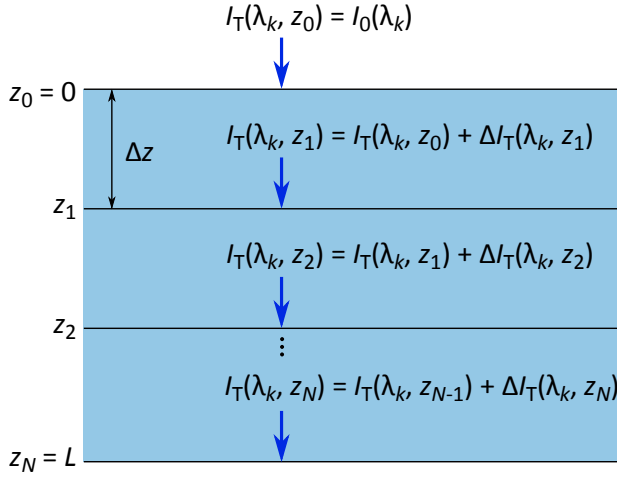 I_T(λ_k, z_0) = I_0(λ_k)
z_0 = 0
I_T(λ_k, z_1) = I_T(λ_k, z_0) + ΔI_T(λ_k, z_1)
Δz
z_1
I_T(λ_k, z_2) = I_T(λ_k, z_1) + ΔI_T(λ_k, z_2)
z_2
⋮
I_T(λ_k, z_N) = I_T(λ_k, z_{N-1}) + ΔI_T(λ_k, z_N)
z_N = L